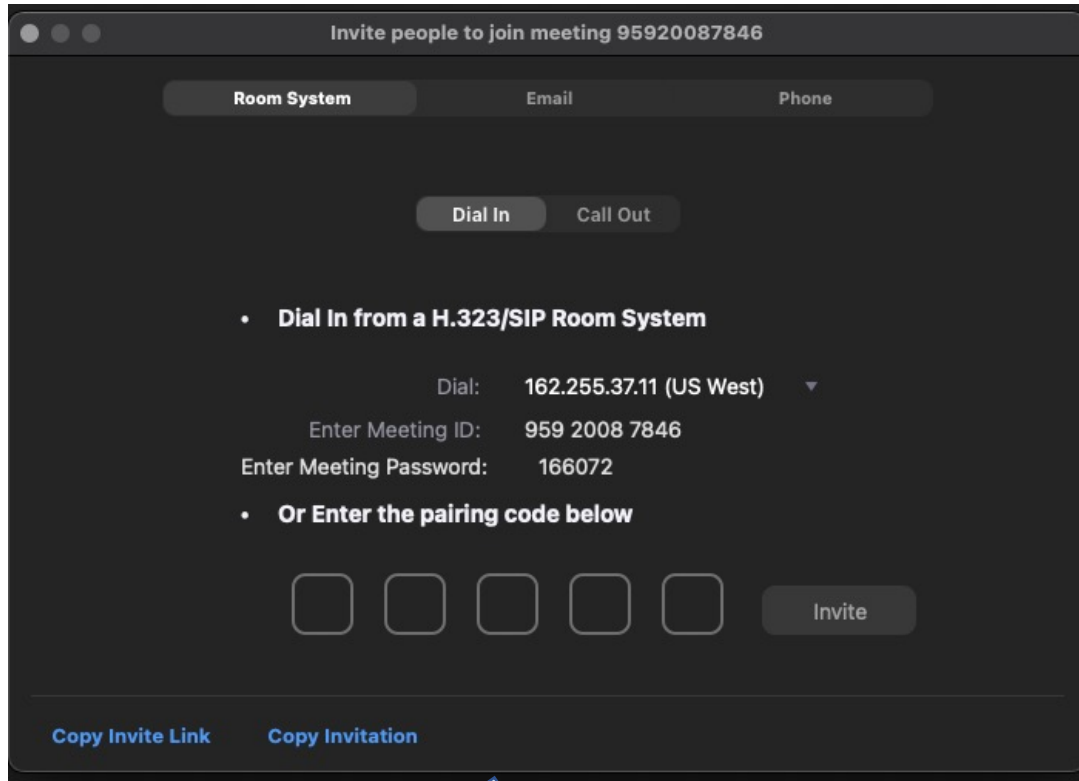 Invite people to join meeting 95920087846
Room System Email Phone
Dial In Call Out
• Dial In from a H.323/SIP Room System
Dial: 162.255.37.11 (US West)
Enter Meeting ID: 959 2008 7846
Enter Meeting Password: 166072
• Or Enter the pairing code below
Invite
Copy Invite Link Copy Invitation